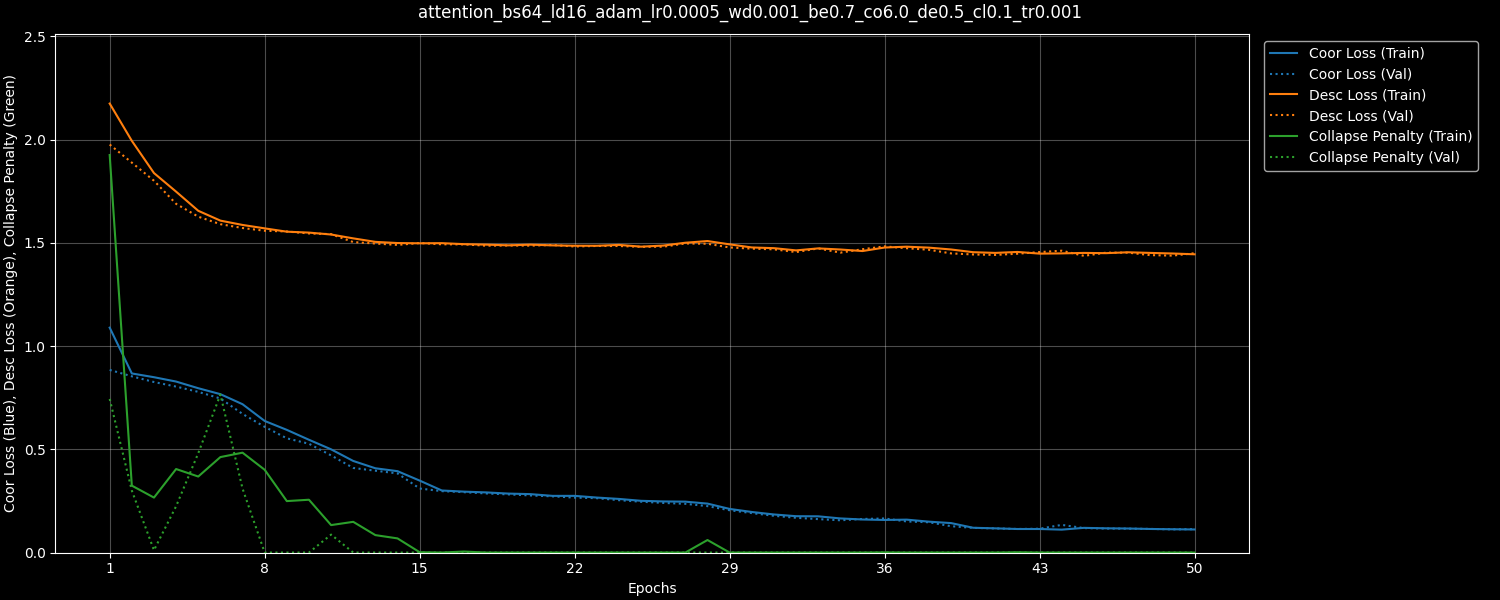 attention_bs64_ld16_adam_lr0.0005_wd0.001_be0.7_co6.0_de0.5_cl0.1_tr0.001
Coor Loss (Blue), Desc Loss (Orange), Collapse Penalty (Green)
2.5
2.0
1.5
1.0
0.5
0.0
1 8 15 22 29 36 43 50
Epochs
Coor Loss (Train)
Coor Loss (Val)
Desc Loss (Train)
Desc Loss (Val)
Collapse Penalty (Train)
Collapse Penalty (Val)